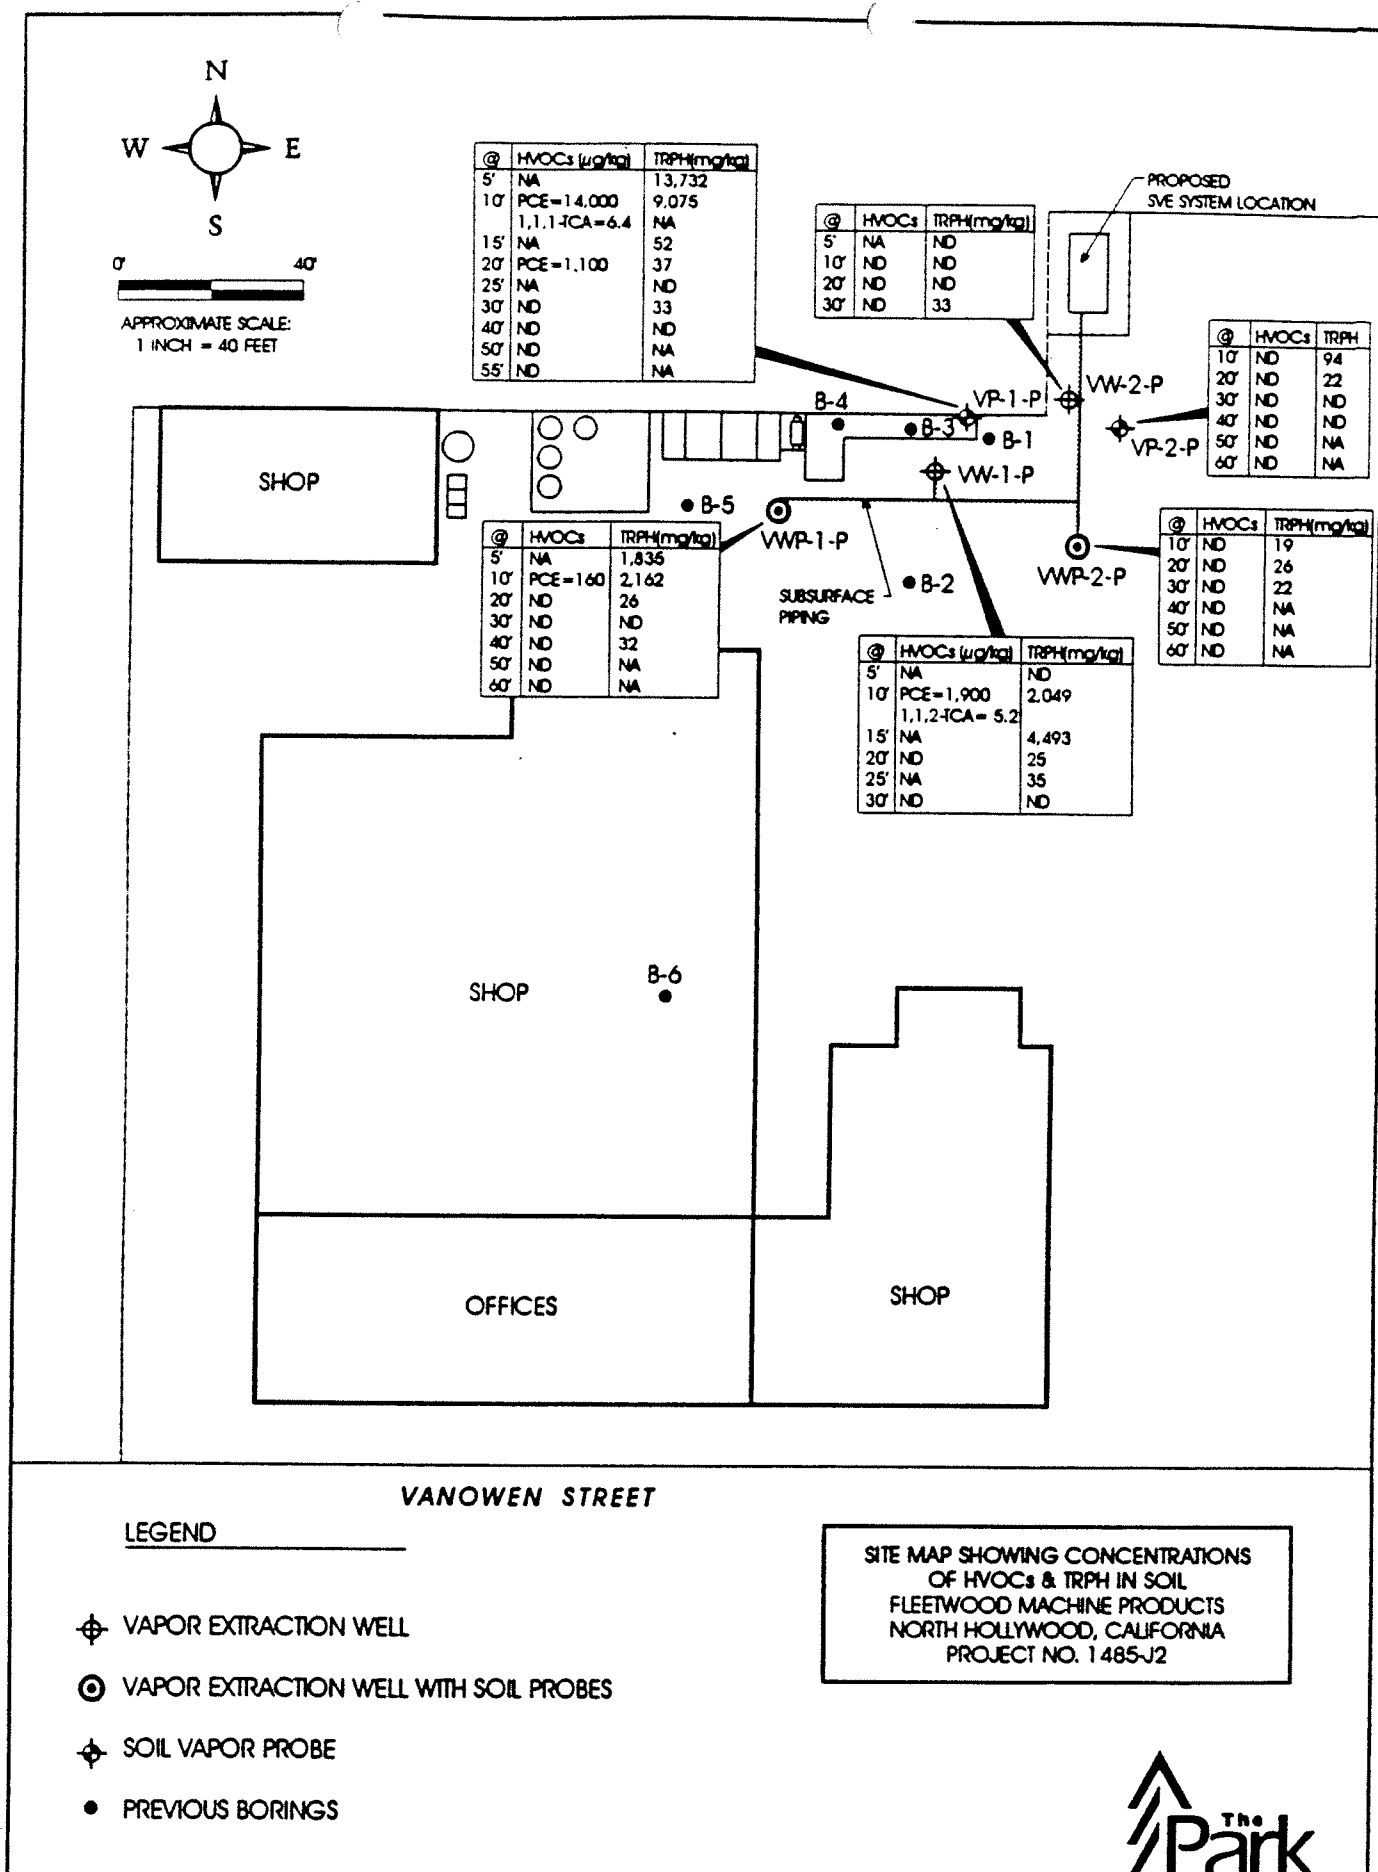 N
W E
S
0' 40'
APPROXIMATE SCALE:
1 INCH = 40 FEET
@ HVOCs (µg/kg) TRPH(mg/kg)
5' NA 13,732
10' PCE=14,000 9,075
1,1,1-TCA=6.4 NA
15' NA 52
20' PCE=1,100 37
25' NA ND
30' ND 33
40' ND ND
50' ND NA
55' ND NA
@ HVOCs TRPH(mg/kg)
5' NA ND
10' ND ND
20' ND ND
30' ND 33
PROPOSED
SVE SYSTEM LOCATION
@ HVOCs TRPH
10' ND 94
20' ND 22
30' ND ND
40' ND ND
50' ND NA
60' ND NA
VW-2-P
VP-1-P
B-4
B-3
B-1
VP-2-P
VW-1-P
SHOP
B-5
VWP-1-P
VWP-2-P
B-2
SUBSURFACE
PIPING
@ HVOCs TRPH(mg/kg)
5' NA 1,835
10' PCE=160 2,162
20' ND 26
30' ND ND
40' ND 32
50' ND NA
60' ND NA
@ HVOCs TRPH(mg/kg)
10' ND 19
20' ND 26
30' ND 22
40' ND NA
50' ND NA
60' ND NA
@ HVOCs (µg/kg) TRPH(mg/kg)
5' NA ND
10' PCE=1,900 2,049
1,1,2-TCA= 5.2
15' NA 4,493
20' ND 25
25' NA 35
30' ND ND
SHOP
B-6
OFFICES
SHOP
VANOWEN STREET
LEGEND
VAPOR EXTRACTION WELL
VAPOR EXTRACTION WELL WITH SOIL PROBES
SOIL VAPOR PROBE
PREVIOUS BORINGS
SITE MAP SHOWING CONCENTRATIONS
OF HVOCs & TRPH IN SOIL
FLEETWOOD MACHINE PRODUCTS
NORTH HOLLYWOOD, CALIFORNIA
PROJECT NO. 1485-J2
The
Park